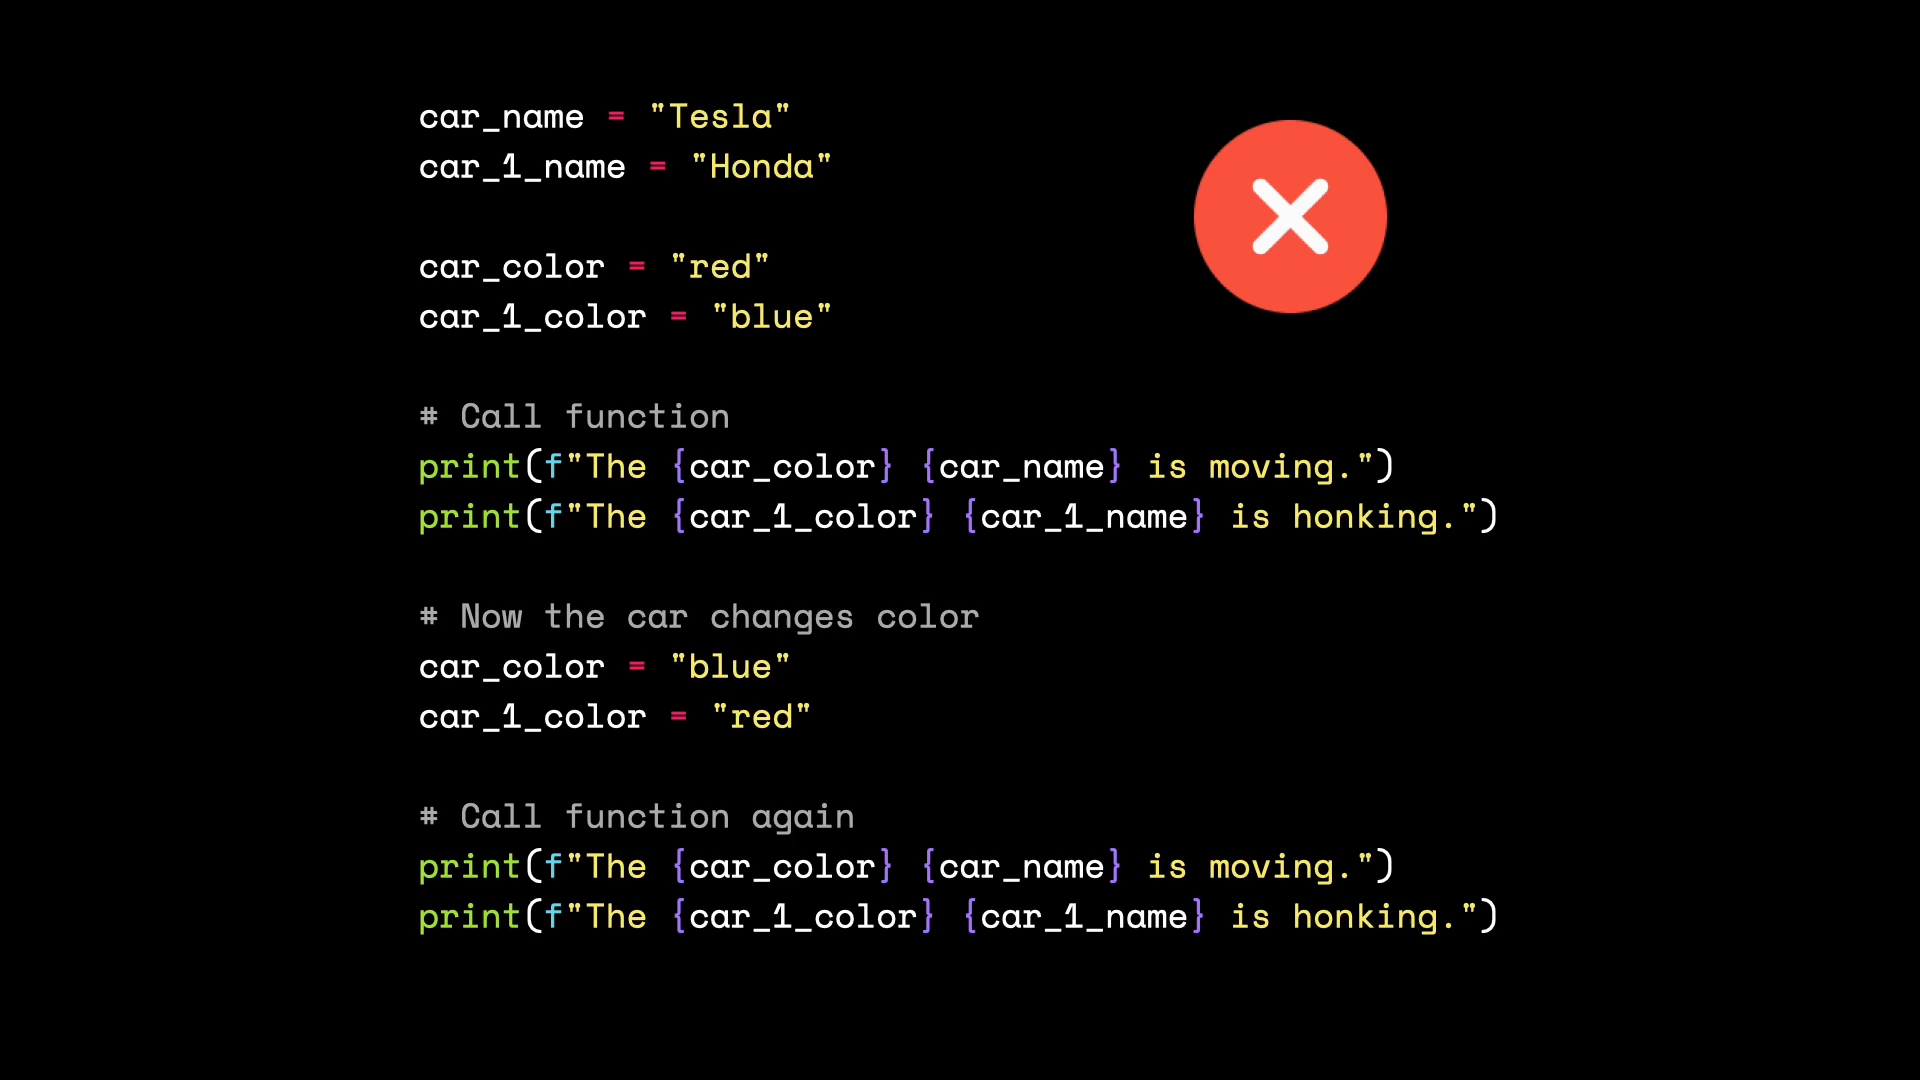 car_name = "Tesla"
car_1_name = "Honda"
car_color = "red"
car_1_color = "blue"
# Call function
print(f"The {car_color} {car_name} is moving.")
print(f"The {car_1_color} {car_1_name} is honking.")
# Now the car changes color
car_color = "blue"
car_1_color = "red"
# Call function again
print(f"The {car_color} {car_name} is moving.")
print(f"The {car_1_color} {car_1_name} is honking.")